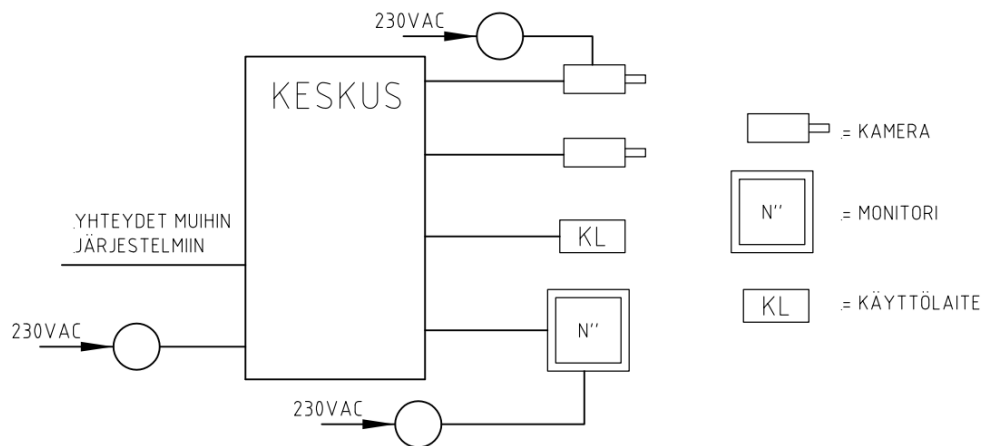 230VAC
KESKUS
= KAMERA
YHTEYDET MUIHIN
JÄRJESTELMIIN
N''
= MONITORI
KL
KL
= KÄYTTÖLAITE
230VAC
N''
230VAC